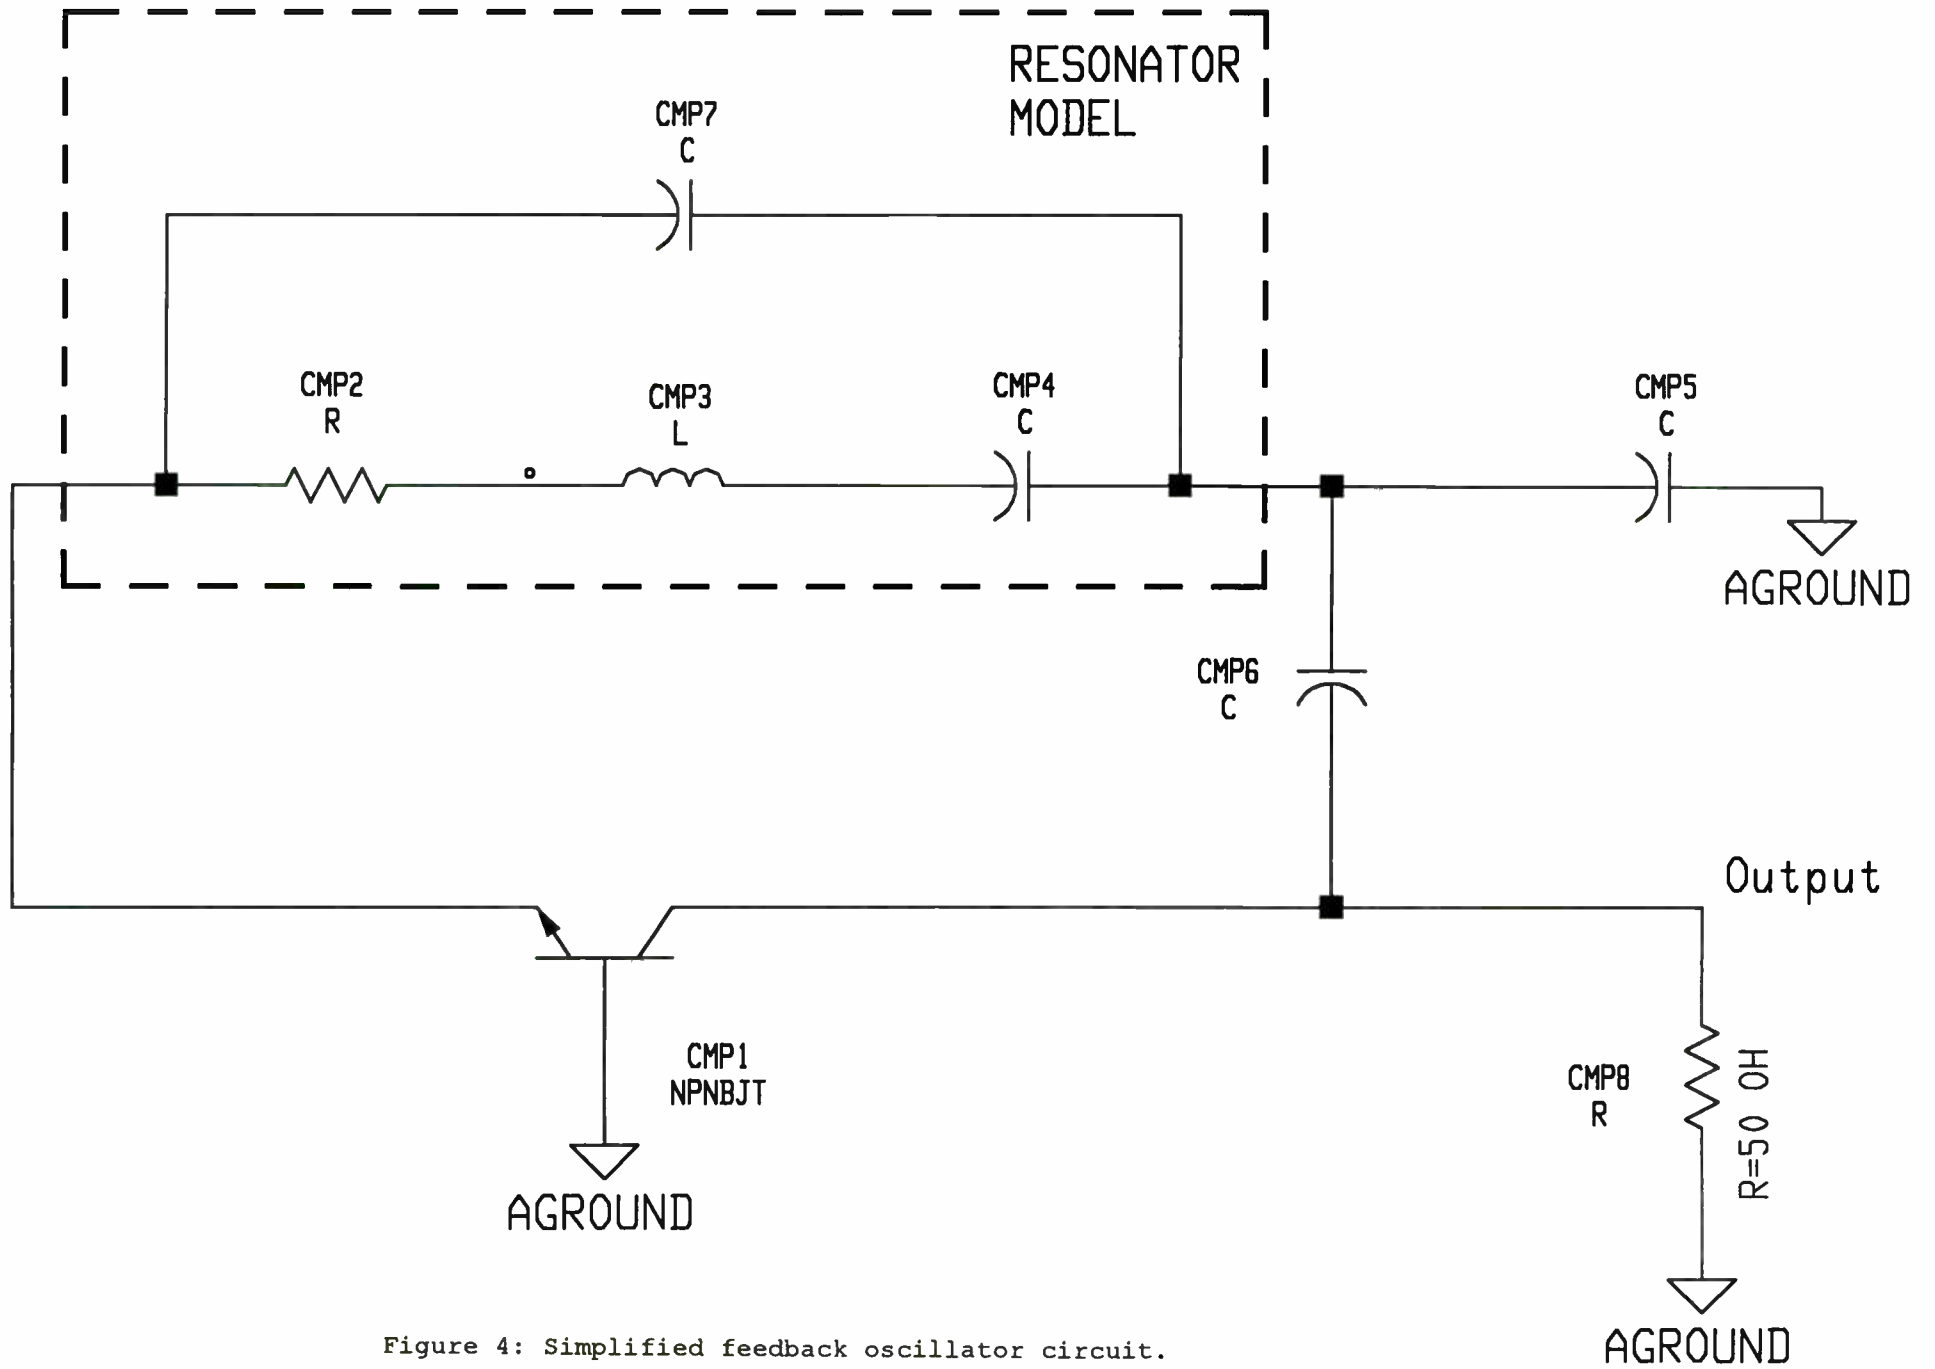 RESONATOR
MODEL
CMP7
C
CMP2
R
CMP3
L
CMP4
C
CMP5
C
AGROUND
CMP6
C
Output
CMP1
NPNBJT
CMP8
R
R=50 OH
AGROUND
AGROUND
Figure 4: Simplified feedback oscillator circuit.